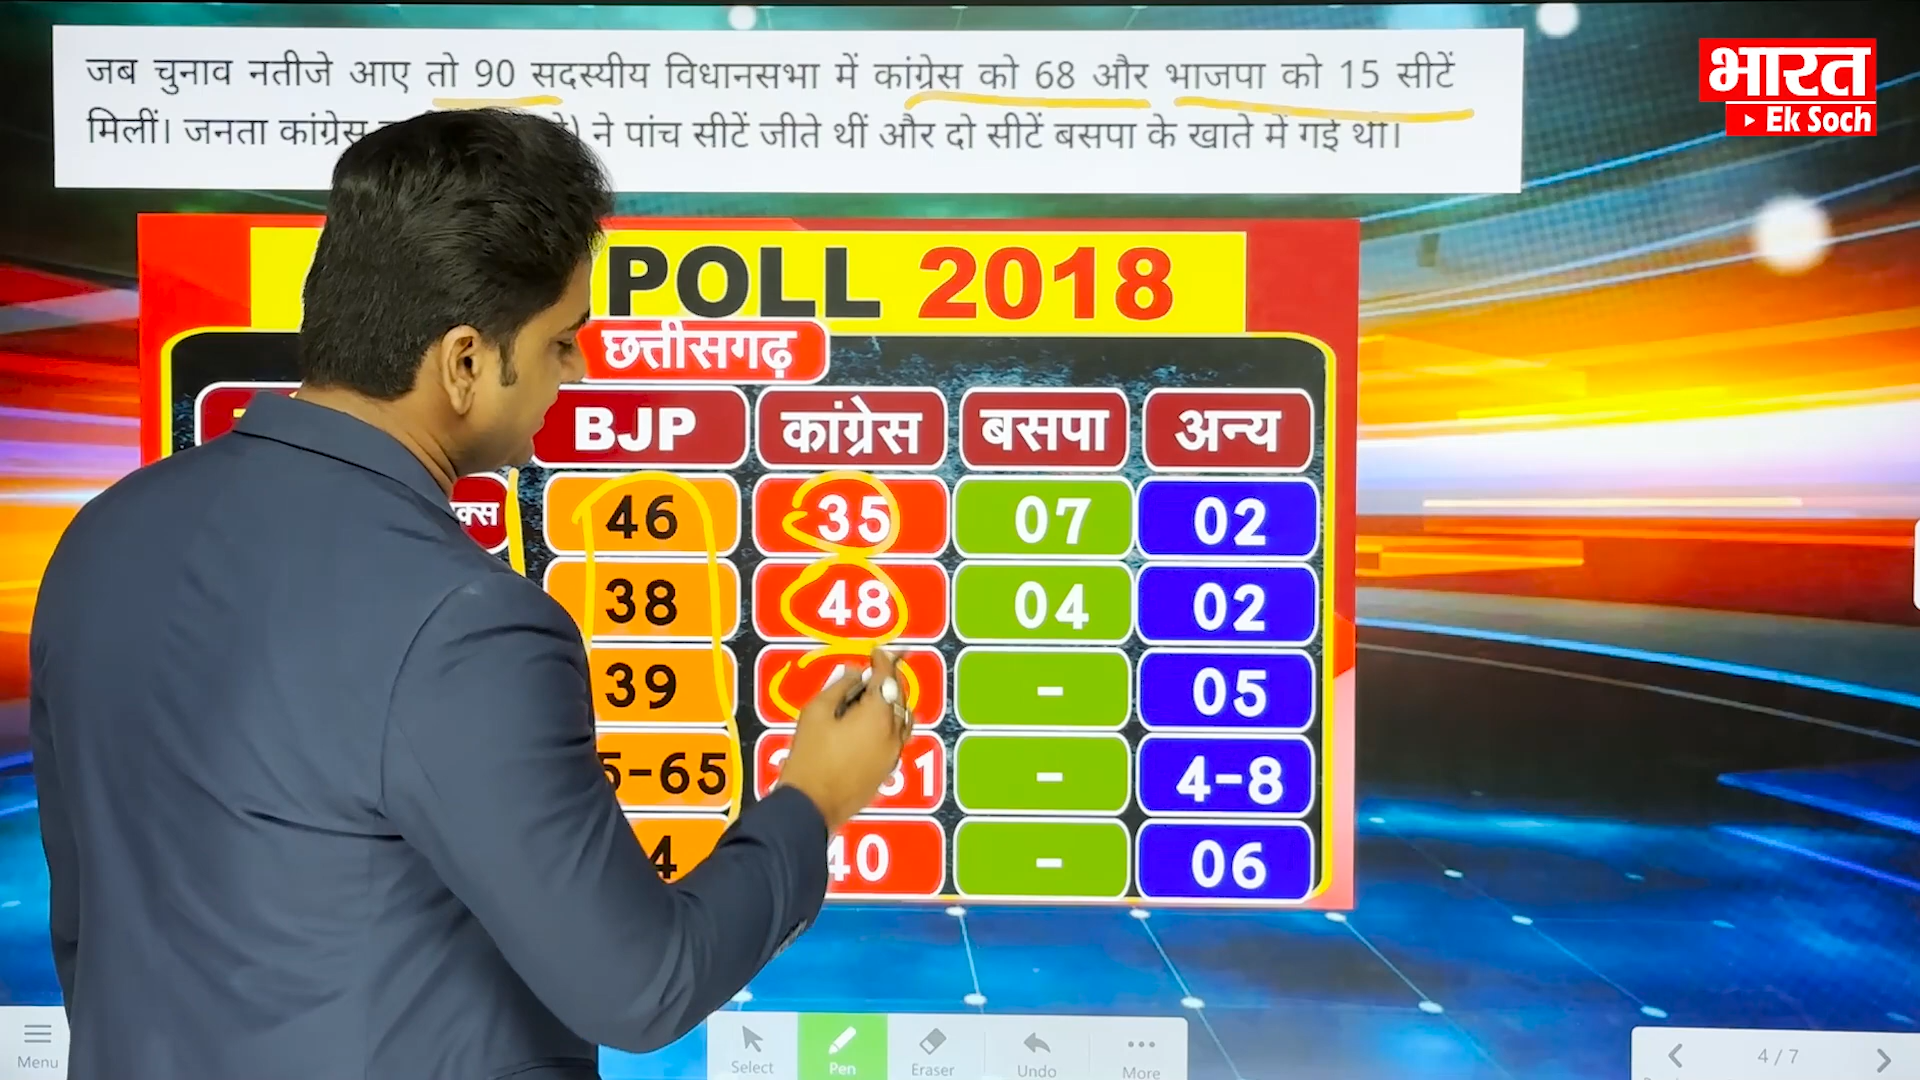 जब चुनाव नतीजे आए तो 90 सदस्यीय विधानसभा में कांग्रेस को 68 और भाजपा को 15 सीटें
मिलीं। जनता कांग्रेस ने पांच सीटें जीते थीं और दो सीटें बसपा के खाते में गई थीं।
भारत
Ek Soch
POLL 2018
छत्तीसगढ़
BJP कांग्रेस बसपा अन्य
46 35 07 02
38 48 04 02
39 - 05
-65 - 4-8
40 - 06
Menu Select Pen Eraser Undo More 4 / 7